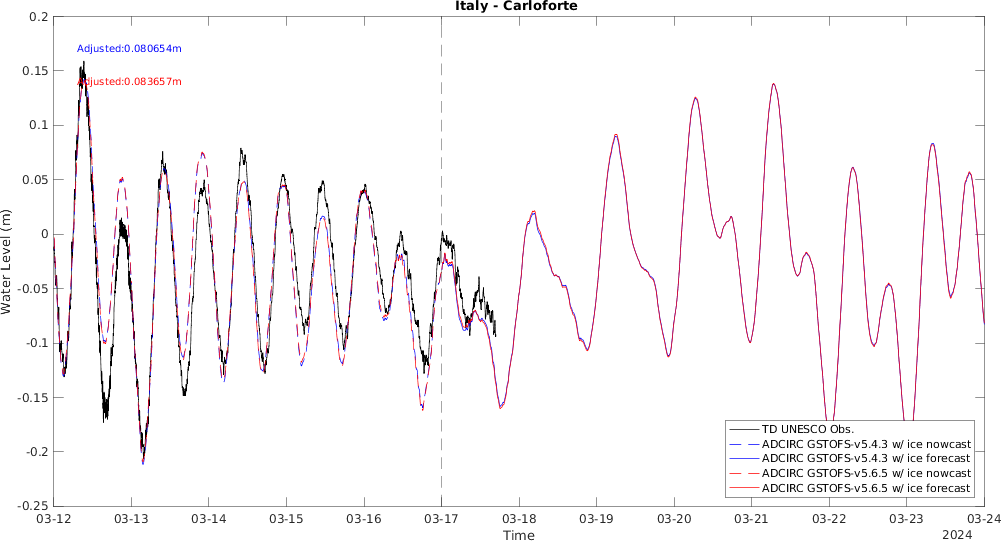 Italy - Carloforte
Adjusted:0.080654m
Adjusted:0.083657m
Water Level (m)
0.2
0.15
0.1
0.05
0
-0.05
-0.1
-0.15
-0.2
-0.25
TD UNESCO Obs.
ADCIRC GSTOFS-v5.4.3 w/ ice nowcast
ADCIRC GSTOFS-v5.4.3 w/ ice forecast
ADCIRC GSTOFS-v5.6.5 w/ ice nowcast
ADCIRC GSTOFS-v5.6.5 w/ ice forecast
03-12 03-13 03-14 03-15 03-16 03-17 03-18 03-19 03-20 03-21 03-22 03-23 03-24
Time
2024